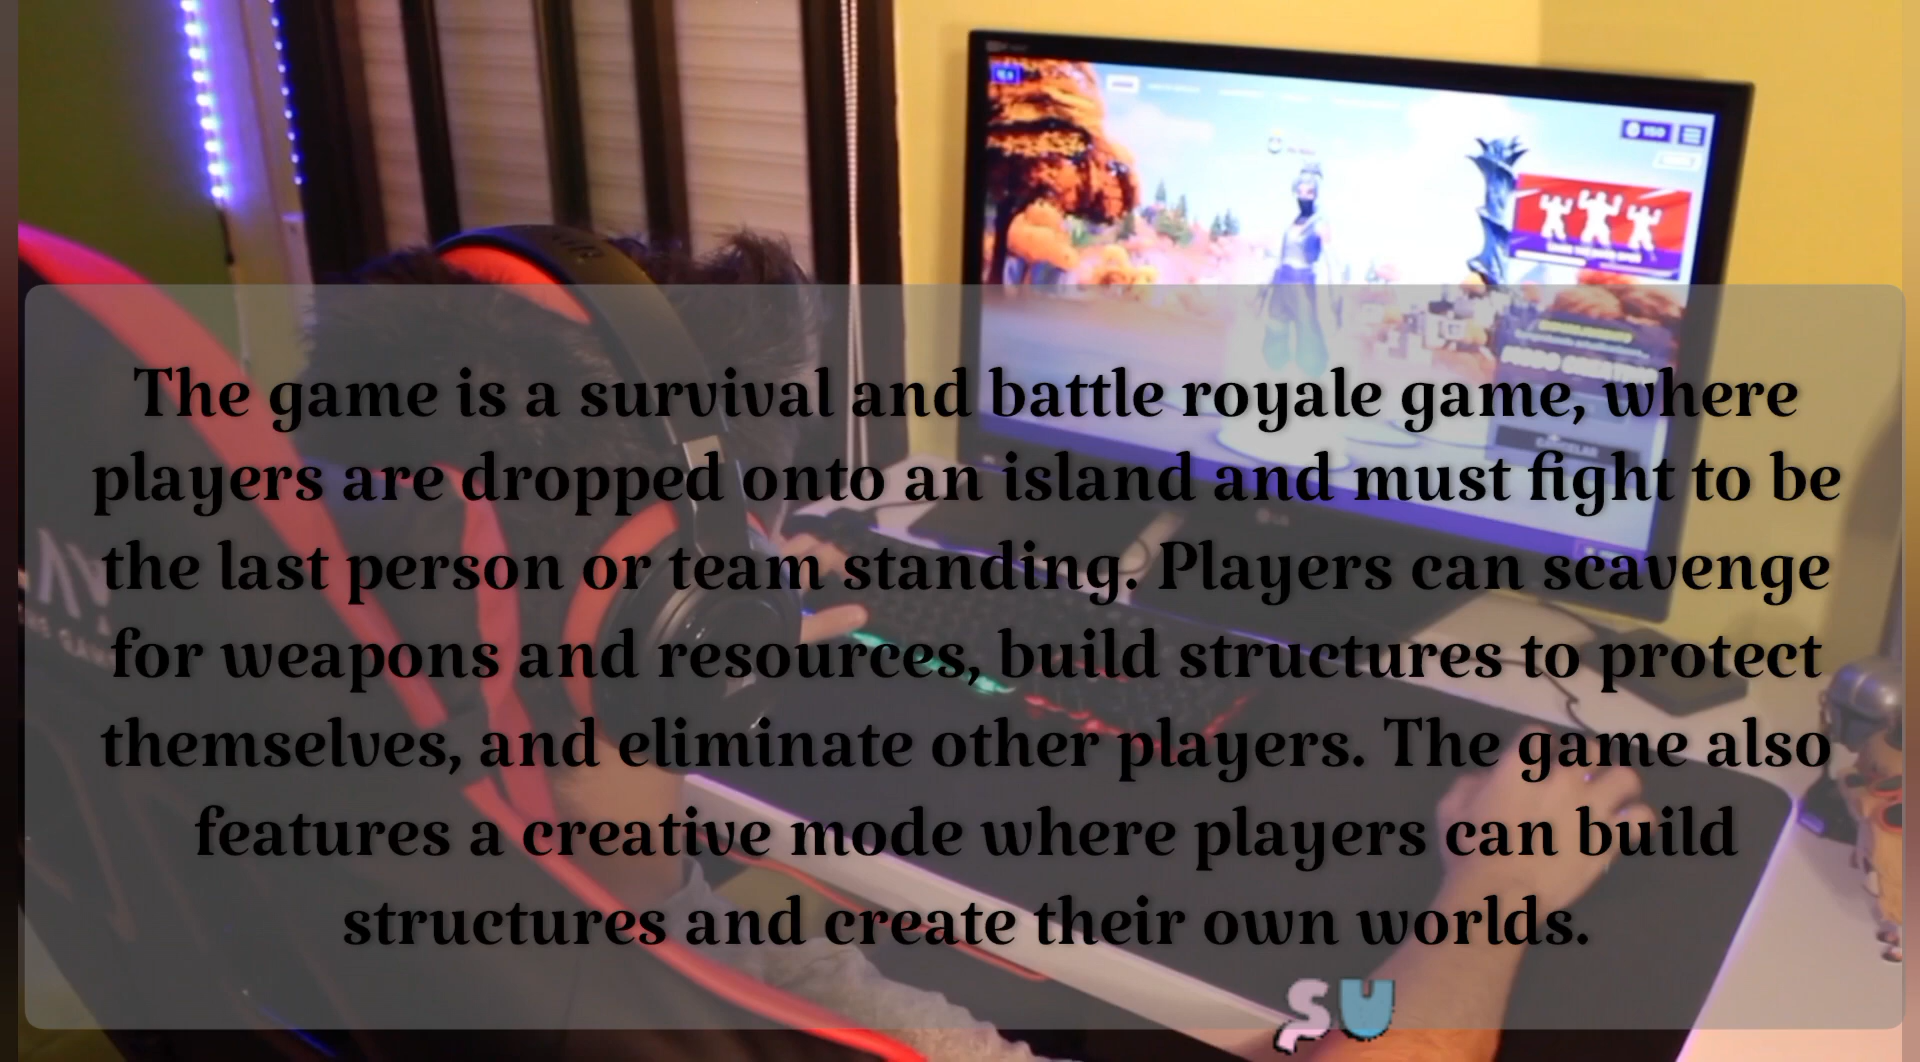 150
The game is a survival and battle royale game, where
players are dropped onto an island and must fight to be
the last person or team standing. Players can scavenge
for weapons and resources, build structures to protect
themselves, and eliminate other players. The game also
features a creative mode where players can build
structures and create their own worlds.
LG
SU